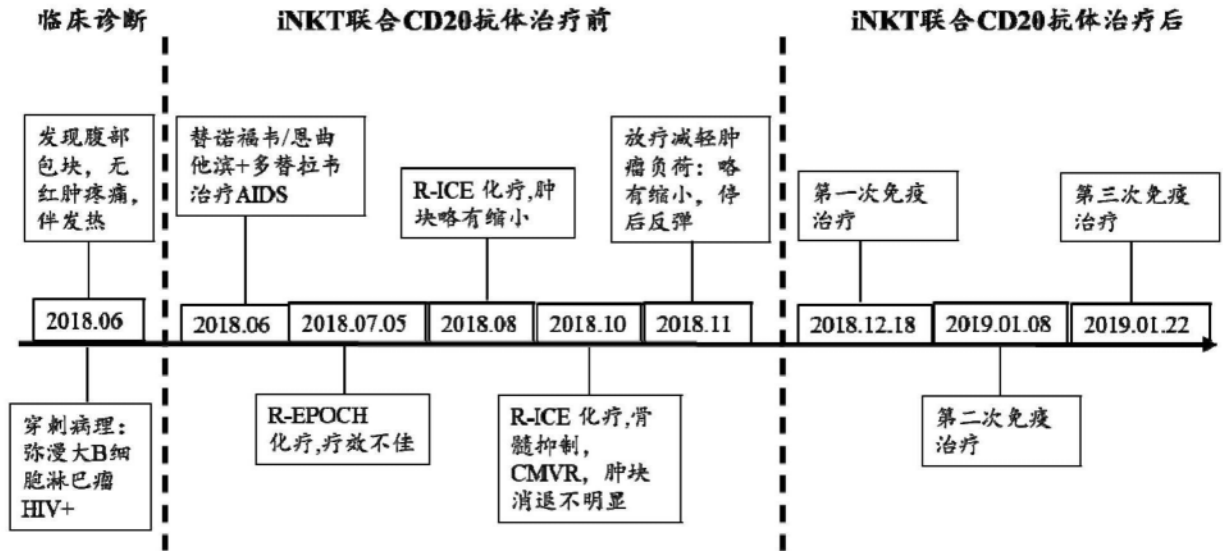 临床诊断
iNKT联合CD20抗体治疗前
iNKT联合CD20抗体治疗后
发现腹部
包块，无
红肿疼痛，
伴发热
替诺福韦/恩曲
他滨+多替拉韦
治疗AIDS
R-ICE 化疗,肿
块略有缩小
放疗减轻肿
瘤负荷：略
有缩小，停
后反弹
第一次免疫
治疗
第三次免疫
治疗
2018.06
2018.06
2018.07.05
2018.08
2018.10
2018.11
2018.12.18
2019.01.08
2019.01.22
穿刺病理：
弥漫大B细
胞淋巴瘤
HIV+
R-EPOCH
化疗,疗效不佳
R-ICE 化疗,骨
髓抑制，
CMVR，肿块
消退不明显
第二次免疫
治疗